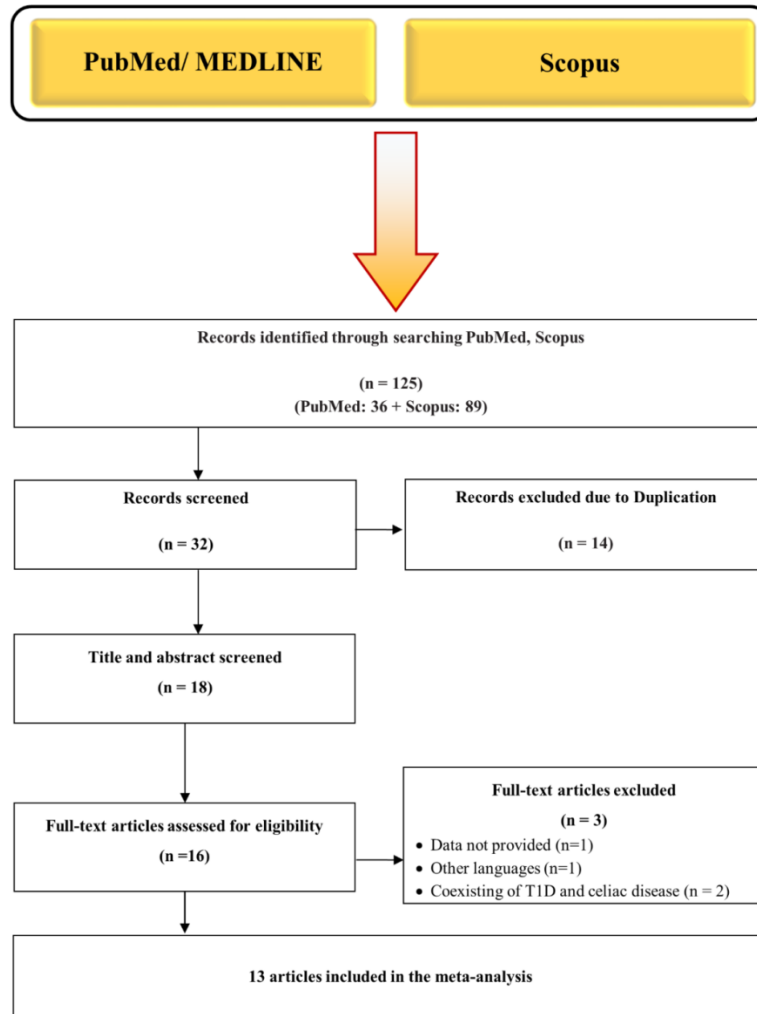 PubMed/ MEDLINE
Scopus
Records identified through searching PubMed, Scopus
(n = 125)
(PubMed: 36 + Scopus: 89)
Records screened
(n = 32)
Records excluded due to Duplication
(n = 14)
Title and abstract screened
(n = 18)
Full-text articles assessed for eligibility
(n =16)
Full-text articles excluded
(n = 3)
• Data not provided (n=1)
• Other languages (n=1)
• Coexisting of T1D and celiac disease (n = 2)
13 articles included in the meta-analysis